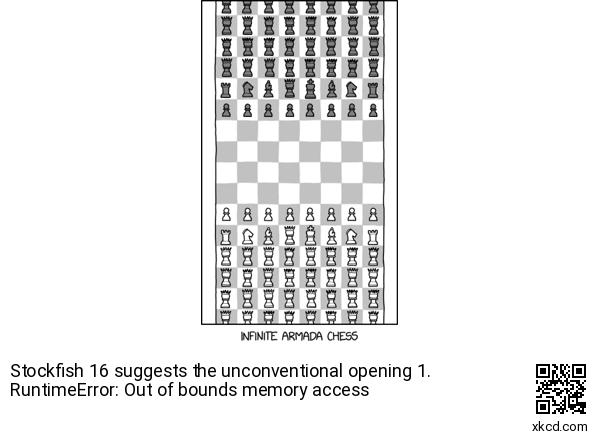 INFINITE ARMADA CHESS
Stockfish 16 suggests the unconventional opening 1.
RuntimeError: Out of bounds memory access
xkcd.com